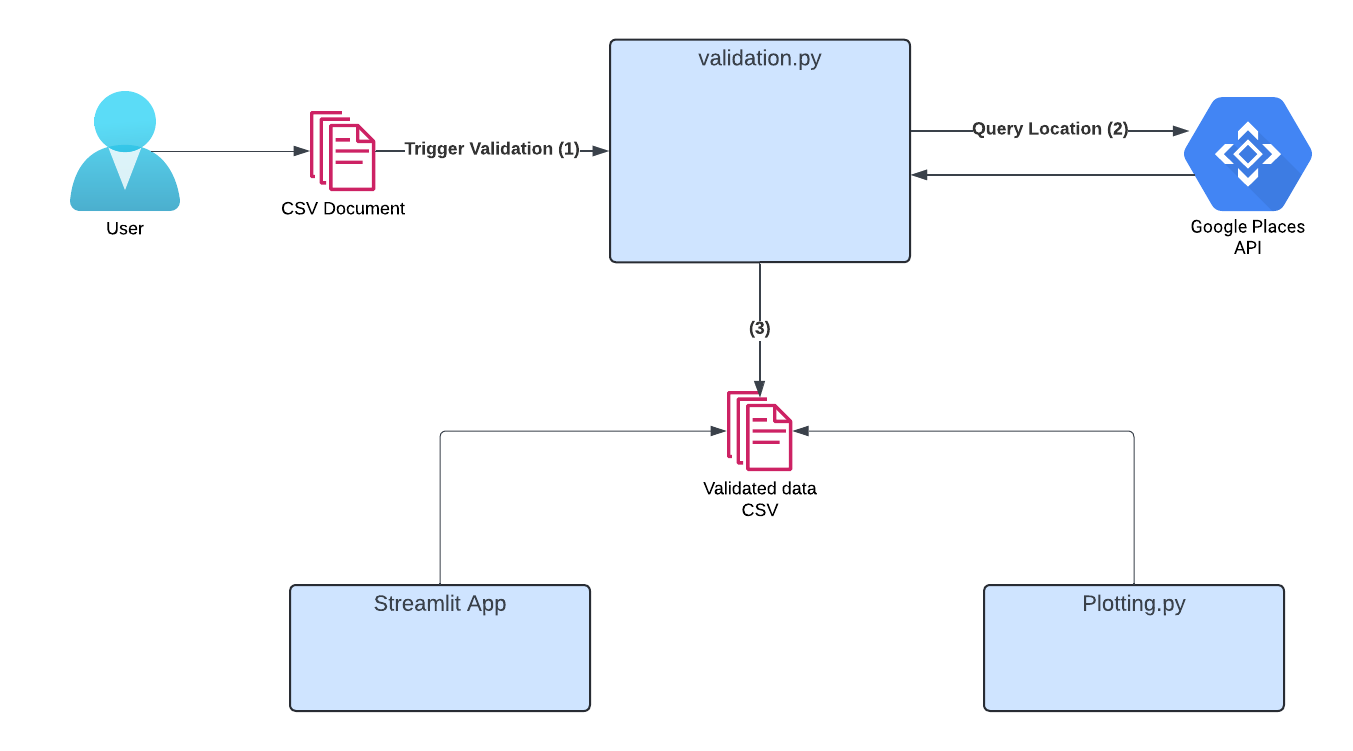 validation.py
Query Location (2)
Trigger Validation (1)
CSV Document
User
Google Places
API
(3)
Validated data
CSV
Streamlit App
Plotting.py